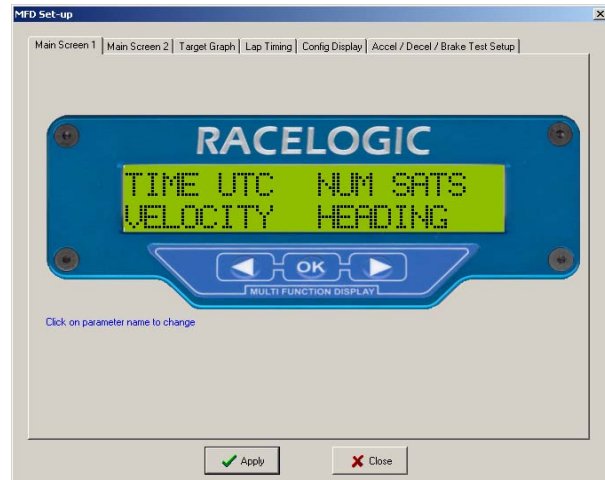 MFD Set-up
Main Screen 1 Main Screen 2 Target Graph Lap Timing Config Display Accel / Decel / Brake Test Setup
RACELOGIC
TIME UTC NUM SATS
VELOCITY HEADING
OK
MULTI FUNCTION DISPLAY
Click on parameter name to change
Apply Close